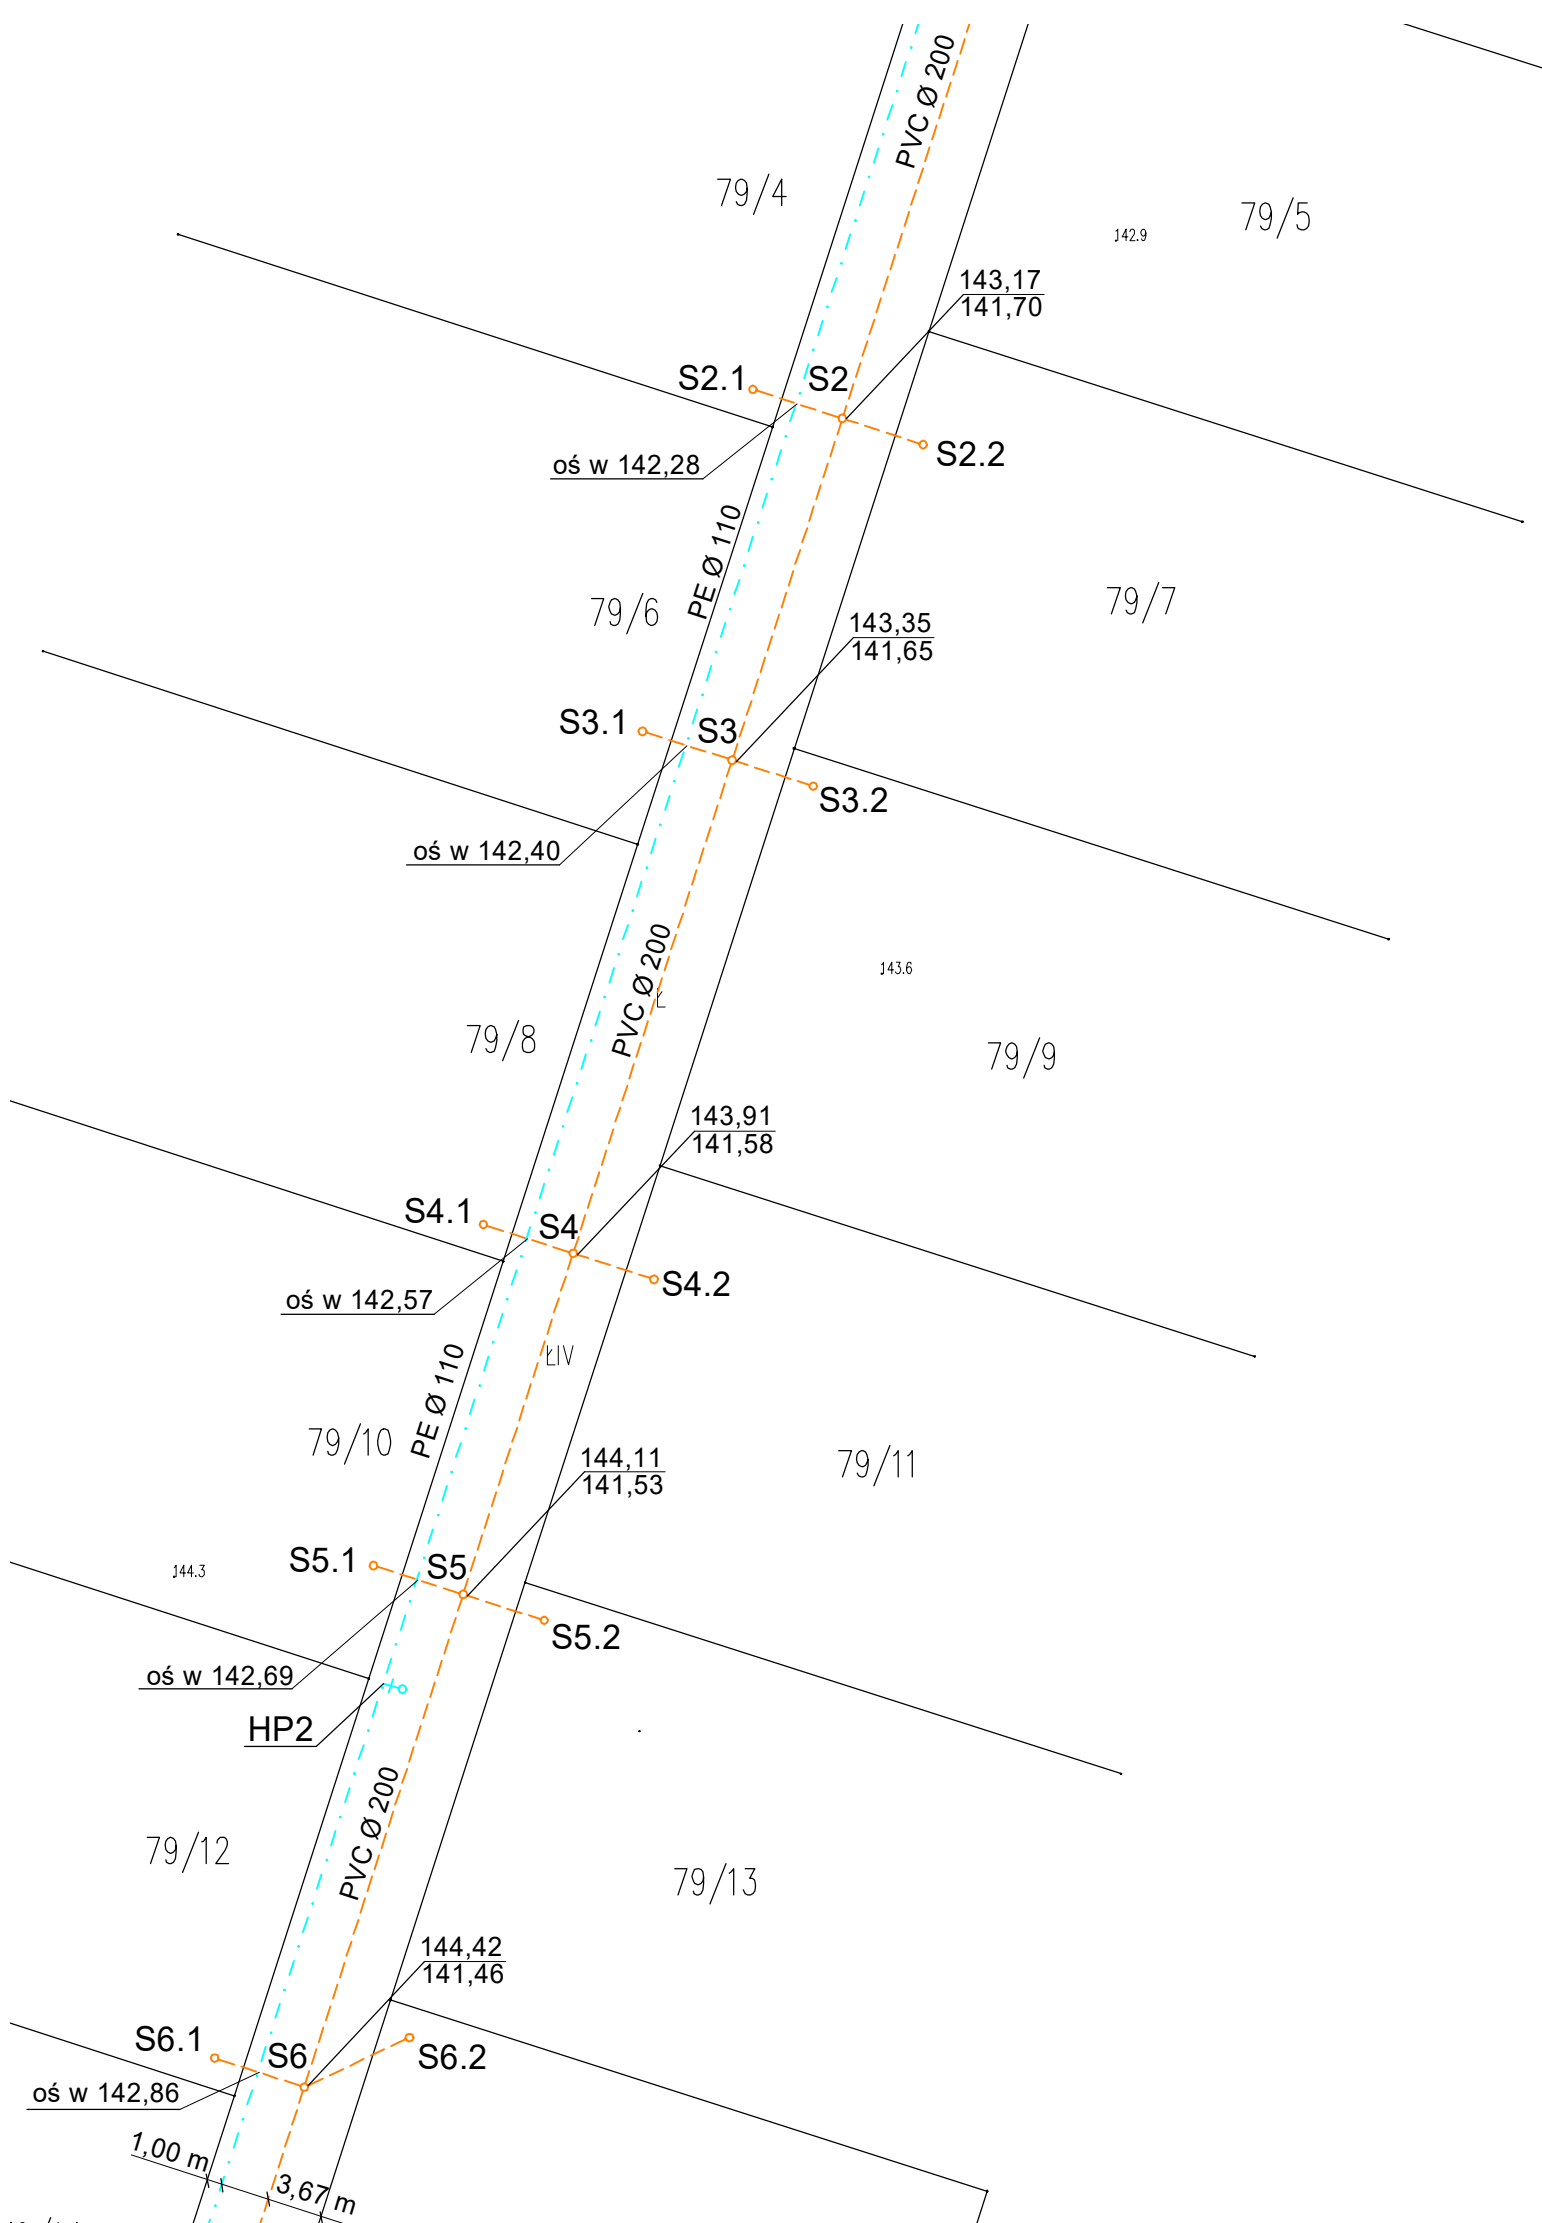 PVC Ø 200
79/4
79/5
142.9
143,17
141,70
S2.1
S2
S2.2
oś w 142,28
PE Ø 110
79/6
79/7
143,35
141,65
S3.1
S3
S3.2
oś w 142,40
PVC Ø 200
Ł
143.6
79/8
79/9
143,91
141,58
S4.1
S4
S4.2
oś w 142,57
ŁIV
PE Ø 110
79/10
79/11
144,11
141,53
S5.1
S5
144.3
S5.2
oś w 142,69
HP2
PVC Ø 200
79/12
79/13
144,42
141,46
S6.1
S6
S6.2
oś w 142,86
1,00 m
3,67 m